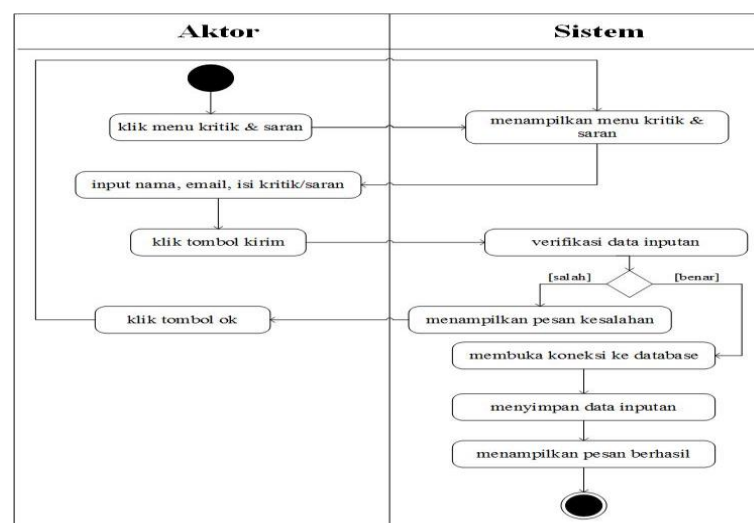 Aktor
Sistem
klik menu kritik & saran
menampilkan menu kritik &
saran
input nama, email, isi kritik/saran
klik tombol kirim
verifikasi data inputan
[salah]
[benar]
klik tombol ok
menampilkan pesan kesalahan
membuka koneksi ke database
menyimpan data inputan
menampilkan pesan berhasil